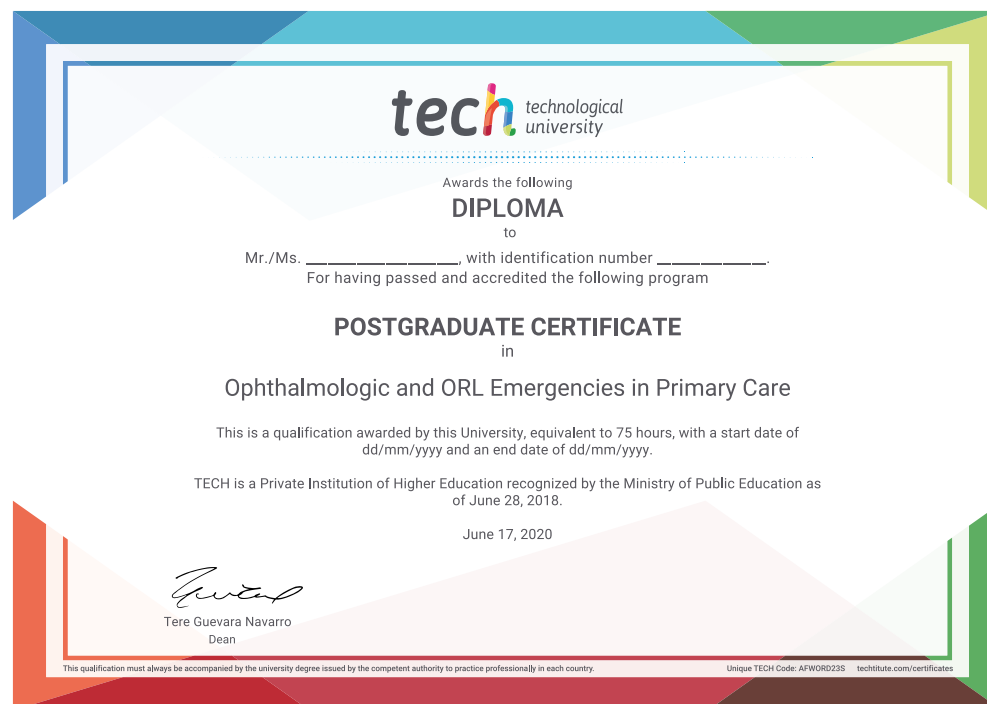 tech technological
university
Awards the following
DIPLOMA
to
Mr./Ms. ____________________, with identification number ______________.
For having passed and accredited the following program
POSTGRADUATE CERTIFICATE
in
Ophthalmologic and ORL Emergencies in Primary Care
This is a qualification awarded by this University, equivalent to 75 hours, with a start date of
dd/mm/yyyy and an end date of dd/mm/yyyy.
TECH is a Private Institution of Higher Education recognized by the Ministry of Public Education as
of June 28, 2018.
June 17, 2020
Tere Guevara Navarro
Dean
This qualification must always be accompanied by the university degree issued by the competent authority to practice professionally in each country.
Unique TECH Code: AFWORD23S techtitute.com/certificates